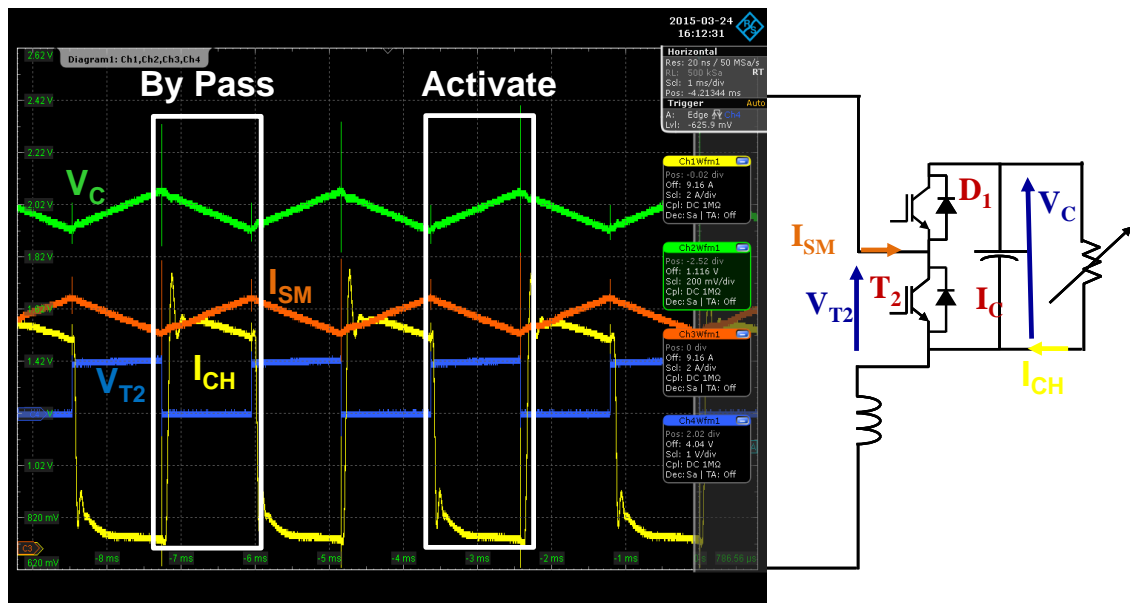 2015-03-24
16:12:31
R&S
Diagram1: Ch1,Ch2,Ch3,Ch4
Horizontal
Res: 20 ns / 50 MSa/s
RL: 500 kSa RT
Scl: 1 ms/div
Pos: -4.21344 ms
Trigger Auto
A: Edge Ch4
Lvl: -625.9 mV
By Pass
Activate
2.62 V
2.42 V
2.22 V
2.02 V
1.82 V
1.42 V
1.02 V
820 mV
620 mV
C3
VC
ISM
ICH
VT2
-8 ms
-7 ms
-6 ms
-5 ms
-4 ms
-3 ms
-2 ms
-1 ms
786.56 µs
Ch1Wfm1
Pos: -0.02 div
Off: 9.16 A
Scl: 2 A/div
Cpl: DC 1MΩ
Dec: Sa | TA: Off
Ch2Wfm1
Pos: -2.52 div
Off: 1.116 V
Scl: 200 mV/div
Cpl: DC 1MΩ
Dec: Sa | TA: Off
Ch3Wfm1
Pos: 0 div
Off: 9.16 A
Scl: 2 A/div
Cpl: DC 1MΩ
Dec: Sa | TA: Off
Ch4Wfm1
Pos: 2.02 div
Off: 4.04 V
Scl: 1 V/div
Cpl: DC 1MΩ
Dec: Sa | TA: Off
D1
VC
ISM
T2
IC
VT2
ICH